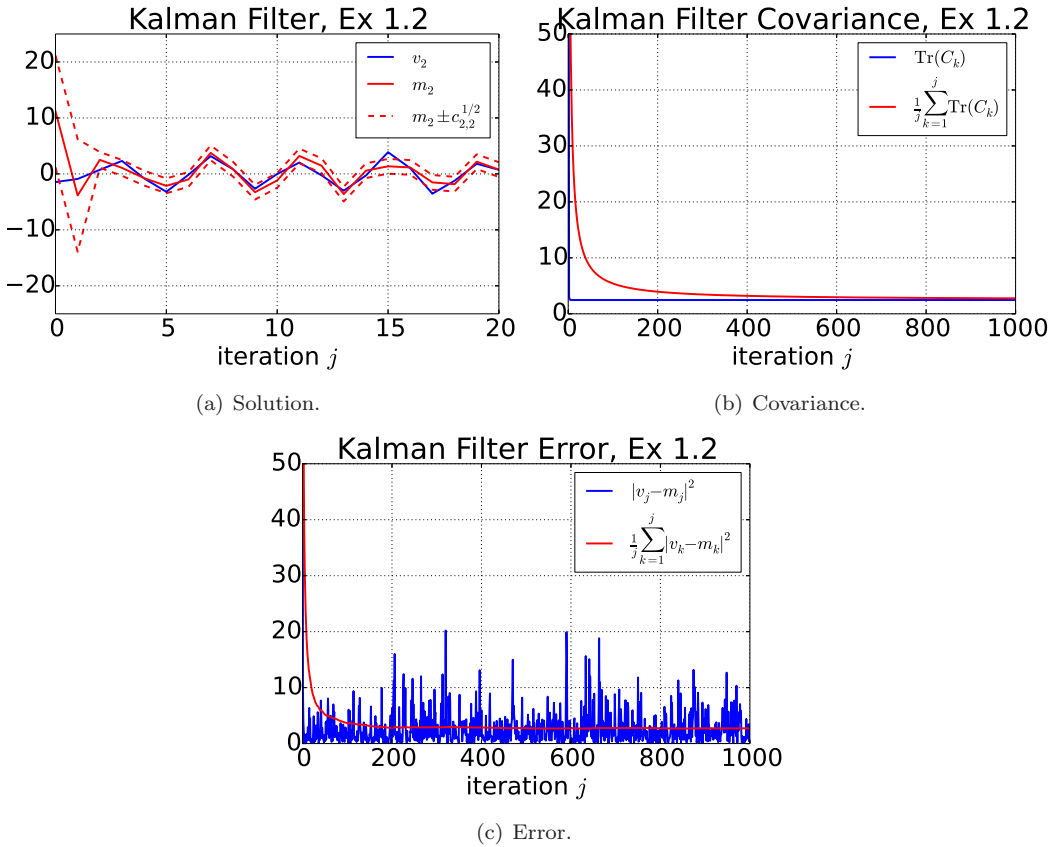 Kalman Filter, Ex 1.2
20
10
0
−10
−20
0 5 10 15 20
iteration j
v₂
m₂
m₂ ± c₂,₂^1/2
(a) Solution.
Kalman Filter Covariance, Ex 1.2
50
40
30
20
10
0
0 200 400 600 800 1000
iteration j
Tr(Cₖ)
1/j ∑_{k=1}^{j} Tr(Cₖ)
(b) Covariance.
Kalman Filter Error, Ex 1.2
50
40
30
20
10
0
0 200 400 600 800 1000
iteration j
|vⱼ−mⱼ|²
1/j ∑_{k=1}^{j} |vₖ−mₖ|²
(c) Error.